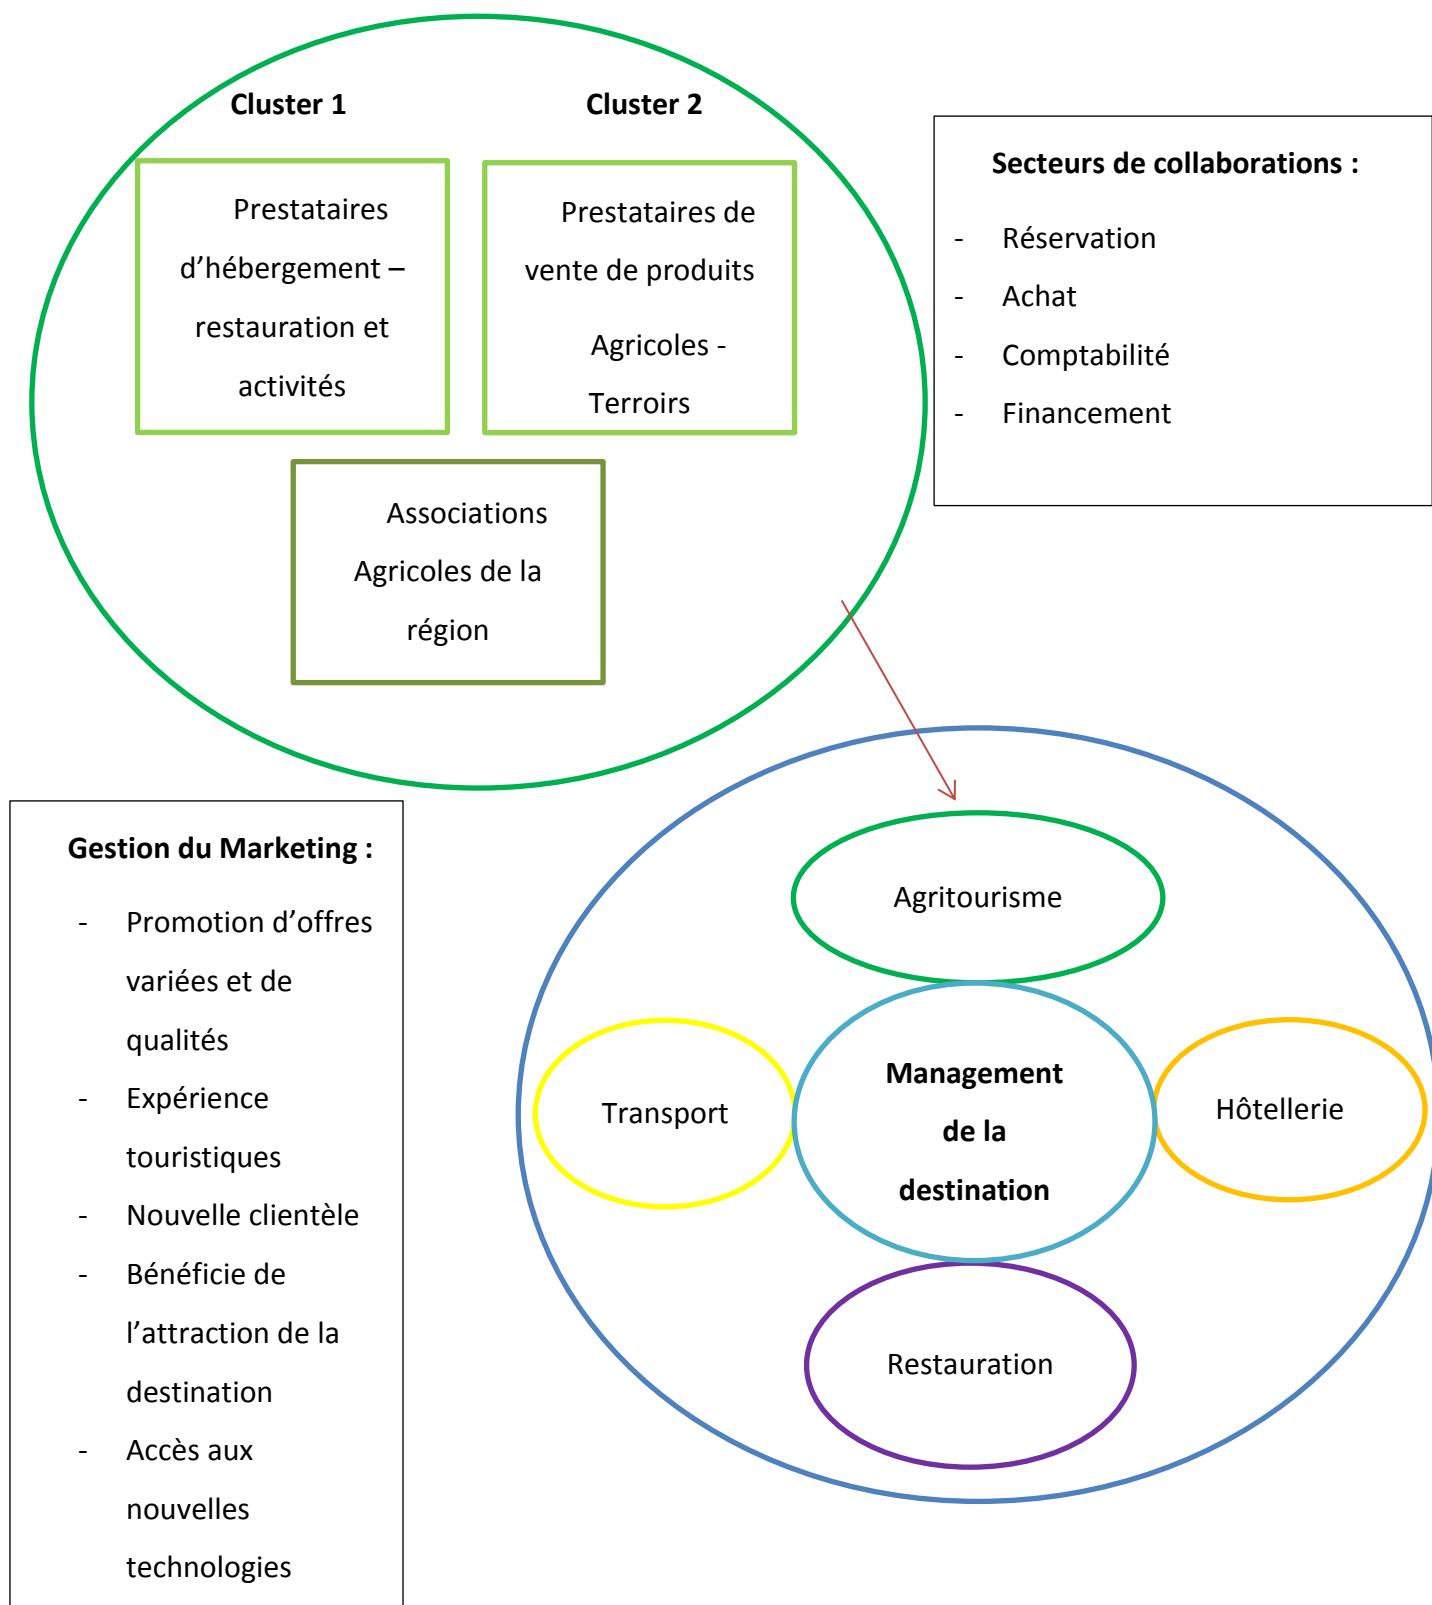 Cluster 1
Cluster 2
Prestataires
d’hébergement –
restauration et
activités
Prestataires de
vente de produits
Agricoles -
Terroirs
Associations
Agricoles de la
région
Secteurs de collaborations :
- Réservation
- Achat
- Comptabilité
- Financement
Gestion du Marketing :
- Promotion d’offres
variées et de
qualités
- Expérience
touristiques
- Nouvelle clientèle
- Bénéficie de
l’attraction de la
destination
- Accès aux
nouvelles
technologies
Agritourisme
Transport
Management
de la
destination
Hôtellerie
Restauration